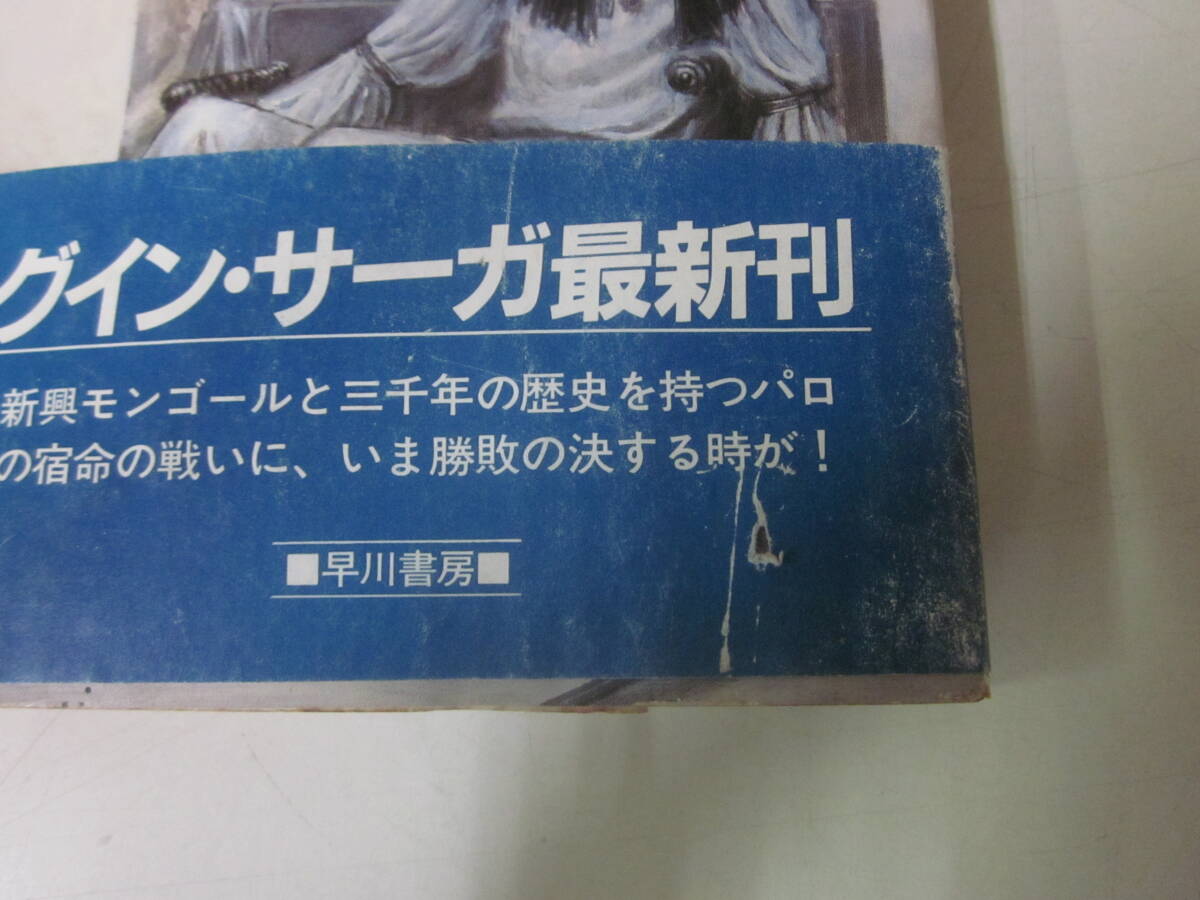 グイン・サーガ最新刊
新興モンゴールと三千年の歴史を持つパロ
の宿命の戦いに、いま勝敗の決する時が！
■早川書房■